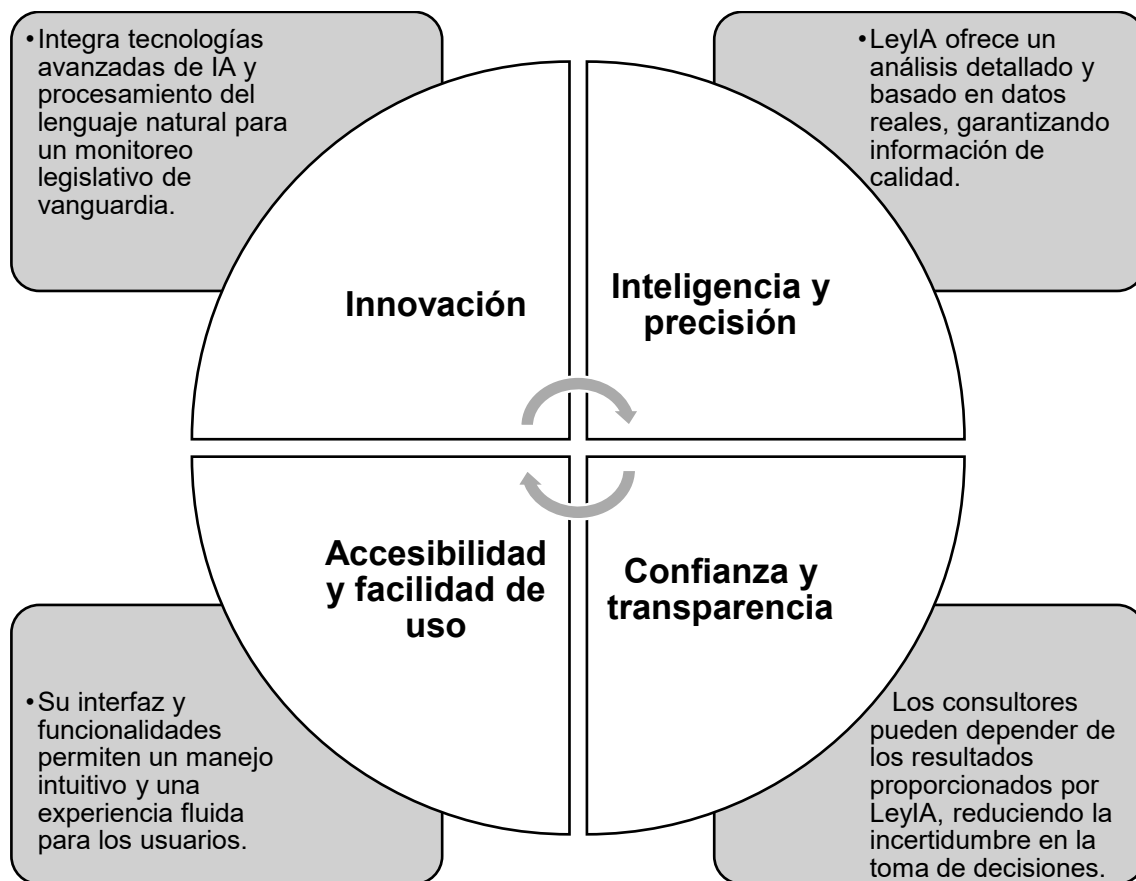 •Integra tecnologías
avanzadas de IA y
procesamiento del
lenguaje natural para
un monitoreo
legislativo de
vanguardia.
•LeyIA ofrece un
análisis detallado y
basado en datos
reales, garantizando
información de
calidad.
Innovación
Inteligencia y
precisión
Accesibilidad
y facilidad de
uso
Confianza y
transparencia
•Su interfaz y
funcionalidades
permiten un manejo
intuitivo y una
experiencia fluida
para los usuarios.
Los consultores
pueden depender de
los resultados
proporcionados por
LeyIA, reduciendo la
incertidumbre en la
toma de decisiones.